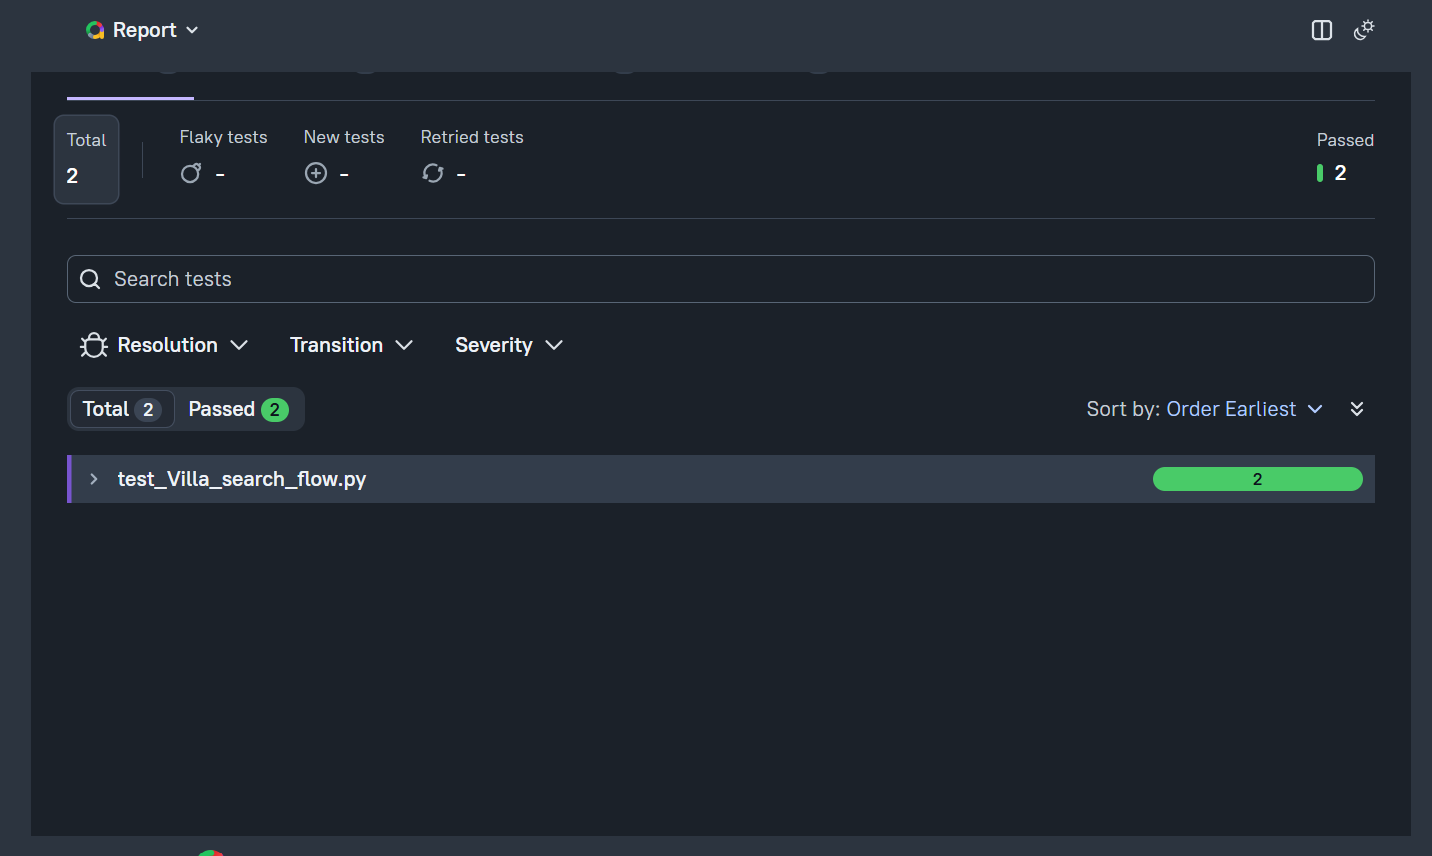 Report
Total
2
Flaky tests
-
New tests
-
Retried tests
-
Passed
2
Search tests
Resolution
Transition
Severity
Total 2
Passed 2
Sort by: Order Earliest
test_Villa_search_flow.py
2